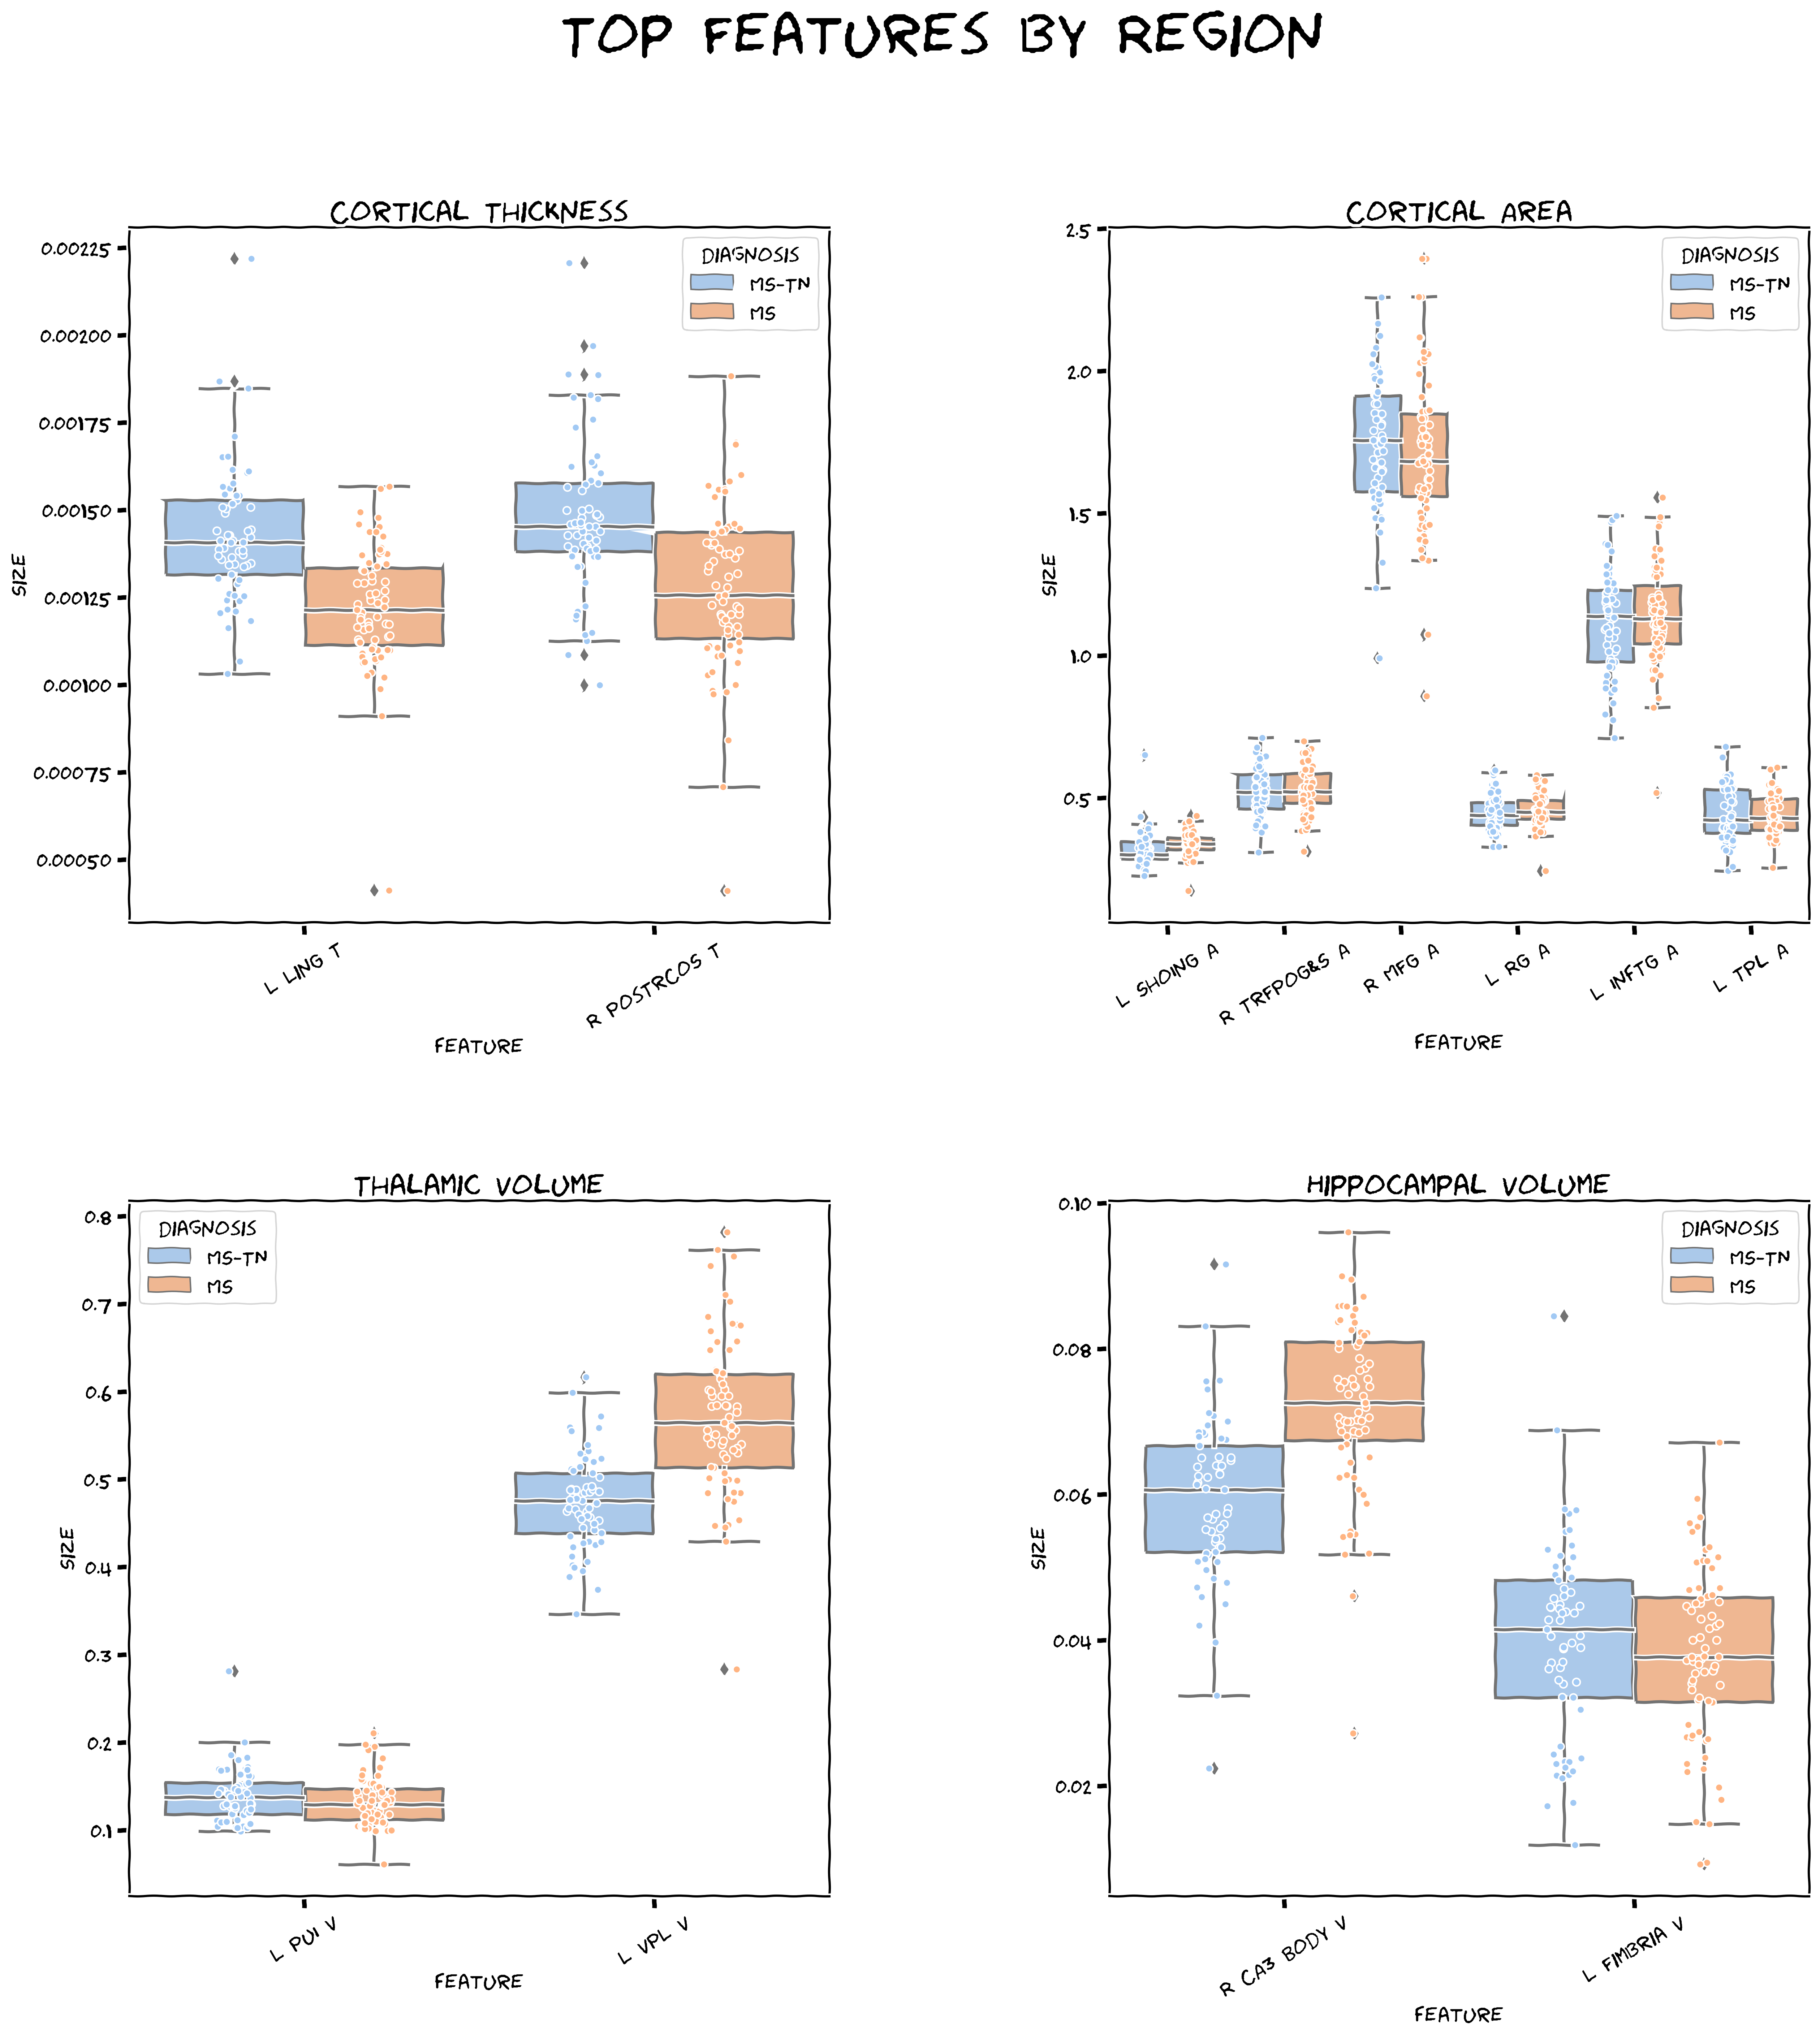 TOP FEATURES BY REGION
CORTICAL THICKNESS
0.00225
0.00200
0.00175
0.00150
0.00125
0.00100
0.00075
0.00050
SIZE
DIAGNOSIS
MS-TN
MS
L LING T
R POSTRCOS T
FEATURE
CORTICAL AREA
2.5
2.0
1.5
1.0
0.5
SIZE
DIAGNOSIS
MS-TN
MS
L SHOING A
R TRFPOG&S A
R MFG A
L RG A
L INFTG A
L TPL A
FEATURE
THALAMIC VOLUME
0.8
0.7
0.6
0.5
0.4
0.3
0.2
0.1
SIZE
DIAGNOSIS
MS-TN
MS
L PUI V
L VPL V
FEATURE
HIPPOCAMPAL VOLUME
0.10
0.08
0.06
0.04
0.02
SIZE
DIAGNOSIS
MS-TN
MS
R CA3 BODY V
L FIMBRIA V
FEATURE